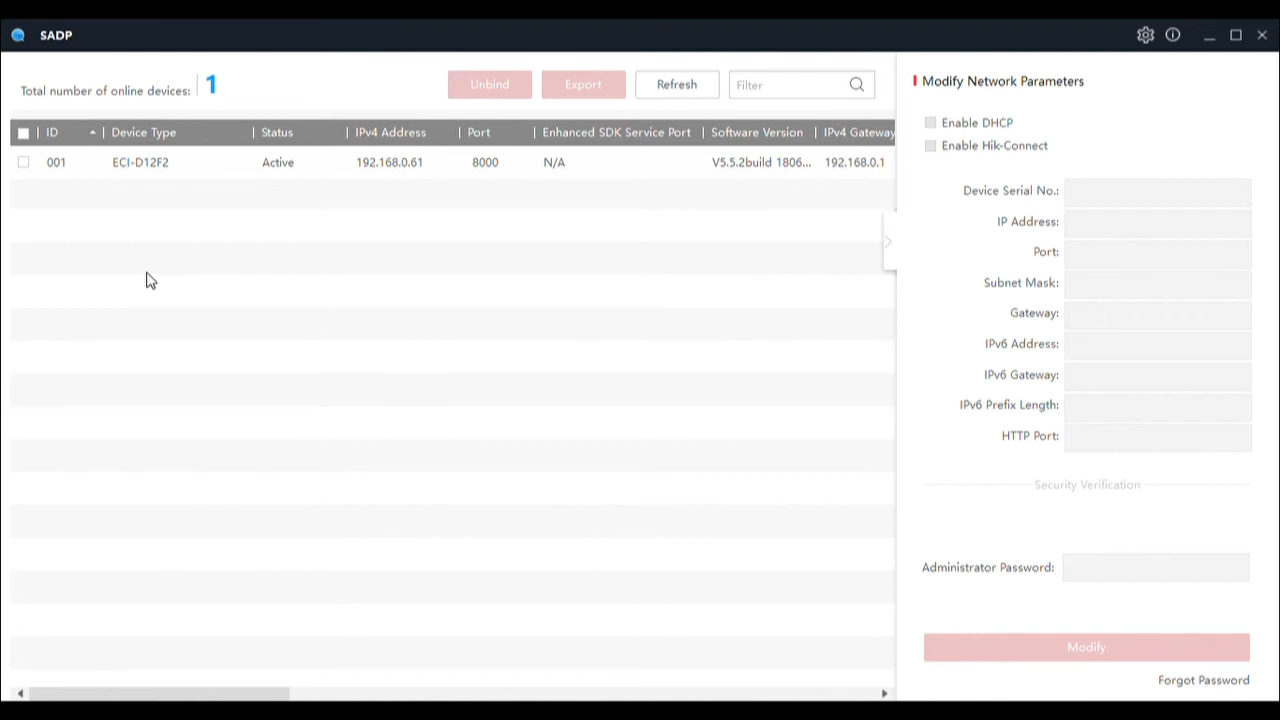 SADP
Total number of online devices: 1
Unbind
Export
Refresh
Filter
ID Device Type Status IPv4 Address Port Enhanced SDK Service Port Software Version IPv4 Gateway
001 ECI-D12F2 Active 192.168.0.61 8000 N/A V5.5.2build 1806... 192.168.0.1
Modify Network Parameters
Enable DHCP
Enable Hik-Connect
Device Serial No.:
IP Address:
Port:
Subnet Mask:
Gateway:
IPv6 Address:
IPv6 Gateway:
IPv6 Prefix Length:
HTTP Port:
Security Verification
Administrator Password:
Modify
Forgot Password